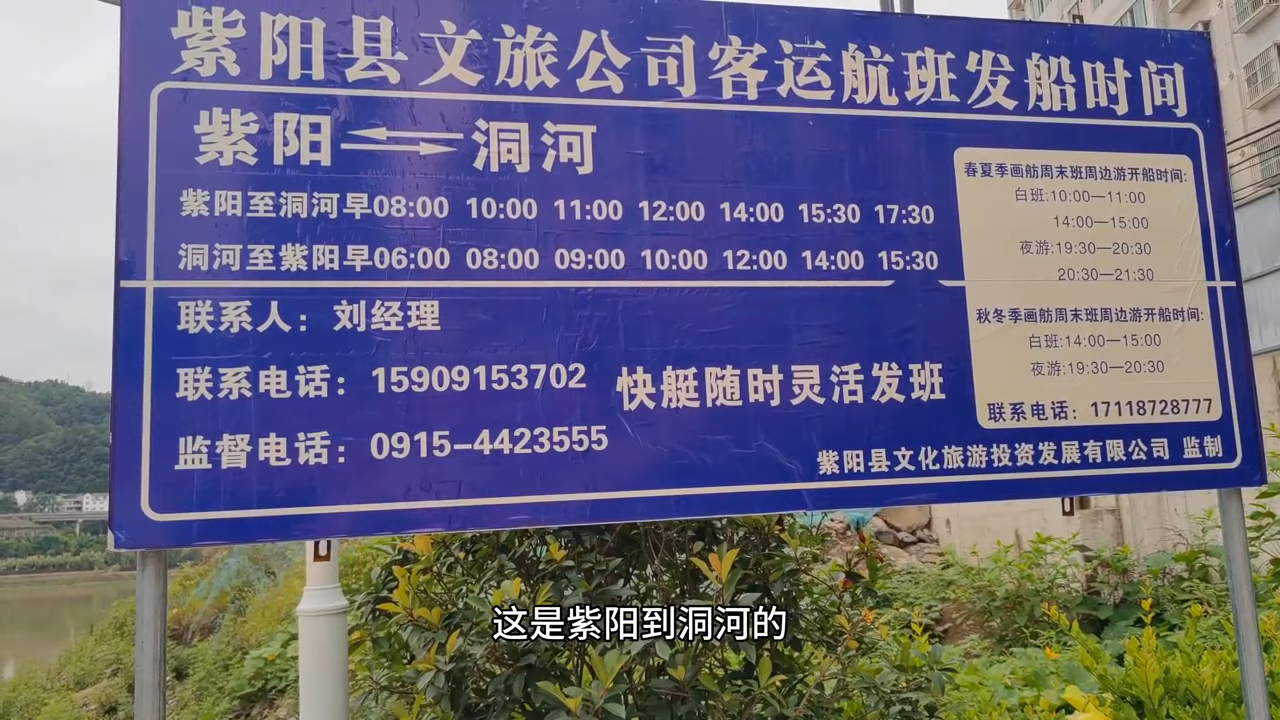 紫阳县文旅公司客运航班发船时间
紫阳⇌洞河
紫阳至洞河早08:00 10:00 11:00 12:00 14:00 15:30 17:30
洞河至紫阳早06:00 08:00 09:00 10:00 12:00 14:00 15:30
联系人：刘经理
联系电话：15909153702
快艇随时灵活发班
监督电话：0915-4423555
春夏季画舫周末班周边游开船时间:
白班:10:00—11:00
14:00—15:00
夜游:19:30—20:30
20:30—21:30
秋冬季画舫周末班周边游开船时间:
白班:14:00—15:00
夜游:19:30—20:30
联系电话：17118728777
紫阳县文化旅游投资发展有限公司 监制
这是紫阳到洞河的